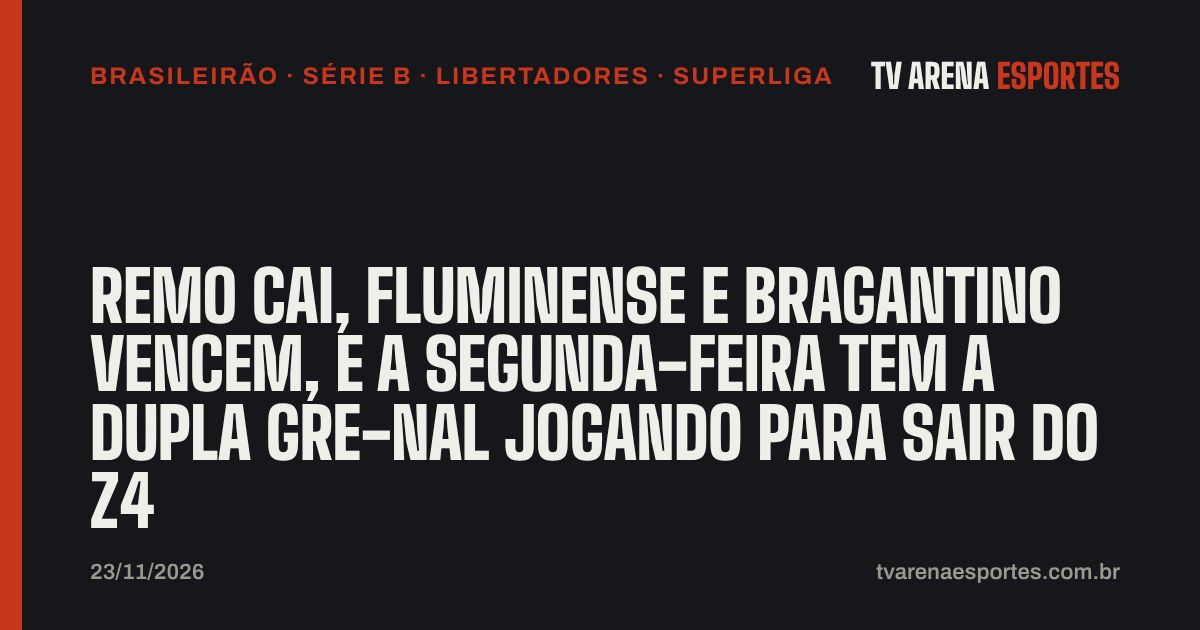 BRASILEIRÃO · SÉRIE B · LIBERTADORES · SUPERLIGA
TV ARENA ESPORTES
REMO CAI, FLUMINENSE E BRAGANTINO
VENCEM, E A SEGUNDA-FEIRA TEM A
DUPLA GRE-NAL JOGANDO PARA SAIR DO
Z4
23/11/2026
tvarenaesportes.com.br